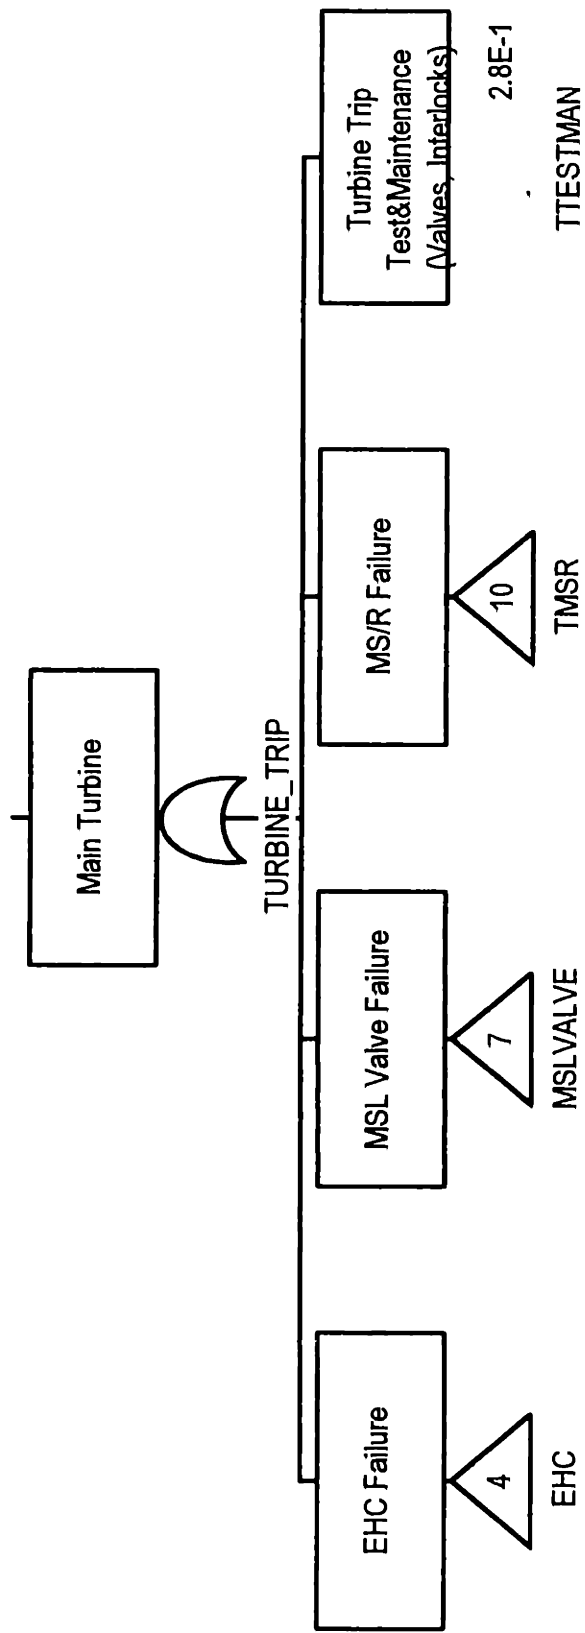 Main Turbine
TURBINE_TRIP
EHC Failure
4
EHC
MSL Valve Failure
7
MSLVALVE
MS/R Failure
10
TMSR
Turbine Trip
Test&Maintenance
(Valves, Interlocks)
2.8E-1
TTESTMAN